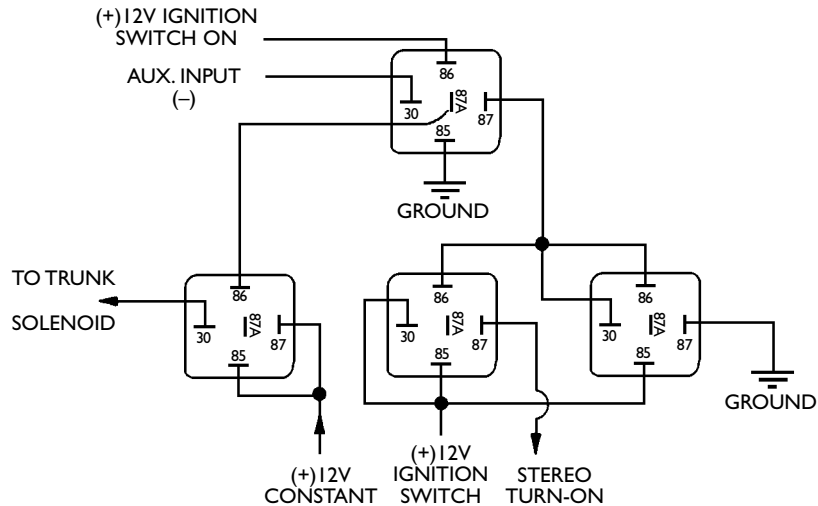 (+)12V IGNITION
SWITCH ON
AUX. INPUT
(–)
86
30
87A
87
85
GROUND
TO TRUNK
SOLENOID
86
30
87A
87
85
(+)12V
CONSTANT
86
30
87A
87
85
(+)12V
IGNITION
SWITCH
STEREO
TURN-ON
86
30
87A
87
85
GROUND